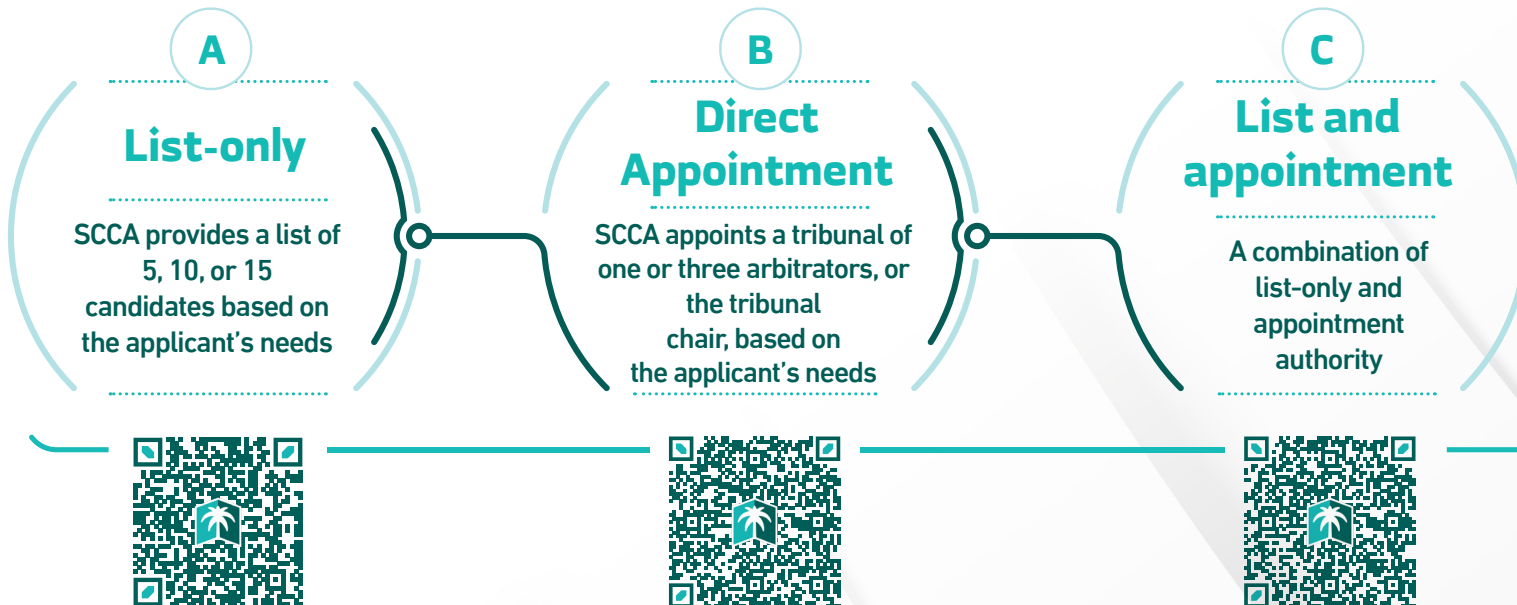 A
List-only
SCCA provides a list of
5, 10, or 15
candidates based on
the applicant's needs
B
Direct
Appointment
SCCA appoints a tribunal of
one or three arbitrators, or
the tribunal
chair, based on
the applicant's needs
C
List and
appointment
A combination of
list-only and
appointment
authority